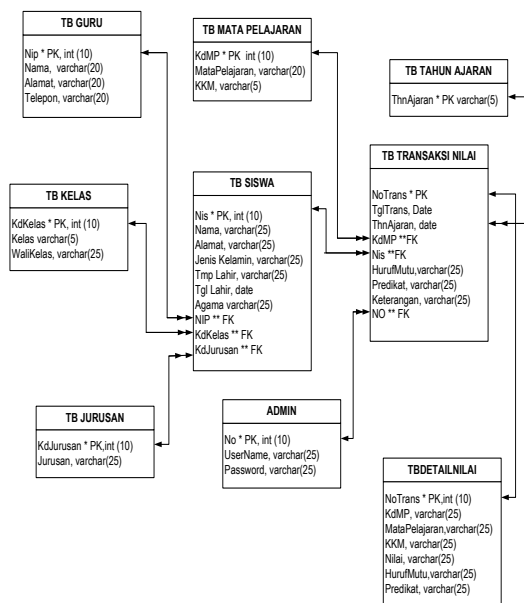 TB GURU
Nip * PK, int (10)
Nama, varchar(20)
Alamat, varchar(20)
Telepon, varchar(20)
TB MATA PELAJARAN
KdMP * PK int (10)
MataPelajaran, varchar(20)
KKM, varchar(5)
TB TAHUN AJARAN
ThnAjaran * PK varchar(5)
TB KELAS
KdKelas * PK, int (10)
Kelas varchar(5)
WaliKelas, varchar(25)
TB SISWA
Nis * PK, int (10)
Nama, varchar(25)
Alamat, varchar(25)
Jenis Kelamin, varchar(25)
Tmp Lahir, varchar(25)
Tgl Lahir, date
Agama varchar(25)
NIP ** FK
KdKelas ** FK
KdJurusan ** FK
TB TRANSAKSI NILAI
NoTrans * PK
TglTrans, Date
ThnAjaran, date
KdMP **FK
Nis **FK
HurufMutu,varchar(25)
Predikat, varchar(25)
Keterangan, varchar(25)
NO ** FK
TB JURUSAN
KdJurusan * PK,int (10)
Jurusan, varchar(25)
ADMIN
No * PK, int (10)
UserName, varchar(25)
Password, varchar(25)
TBDETAILNILAI
NoTrans * PK,int (10)
KdMP, varchar(25)
MataPelajaran,varchar(25)
KKM, varchar(25)
Nilai, varchar(25)
HurufMutu,varchar(25)
Predikat, varchar(25)